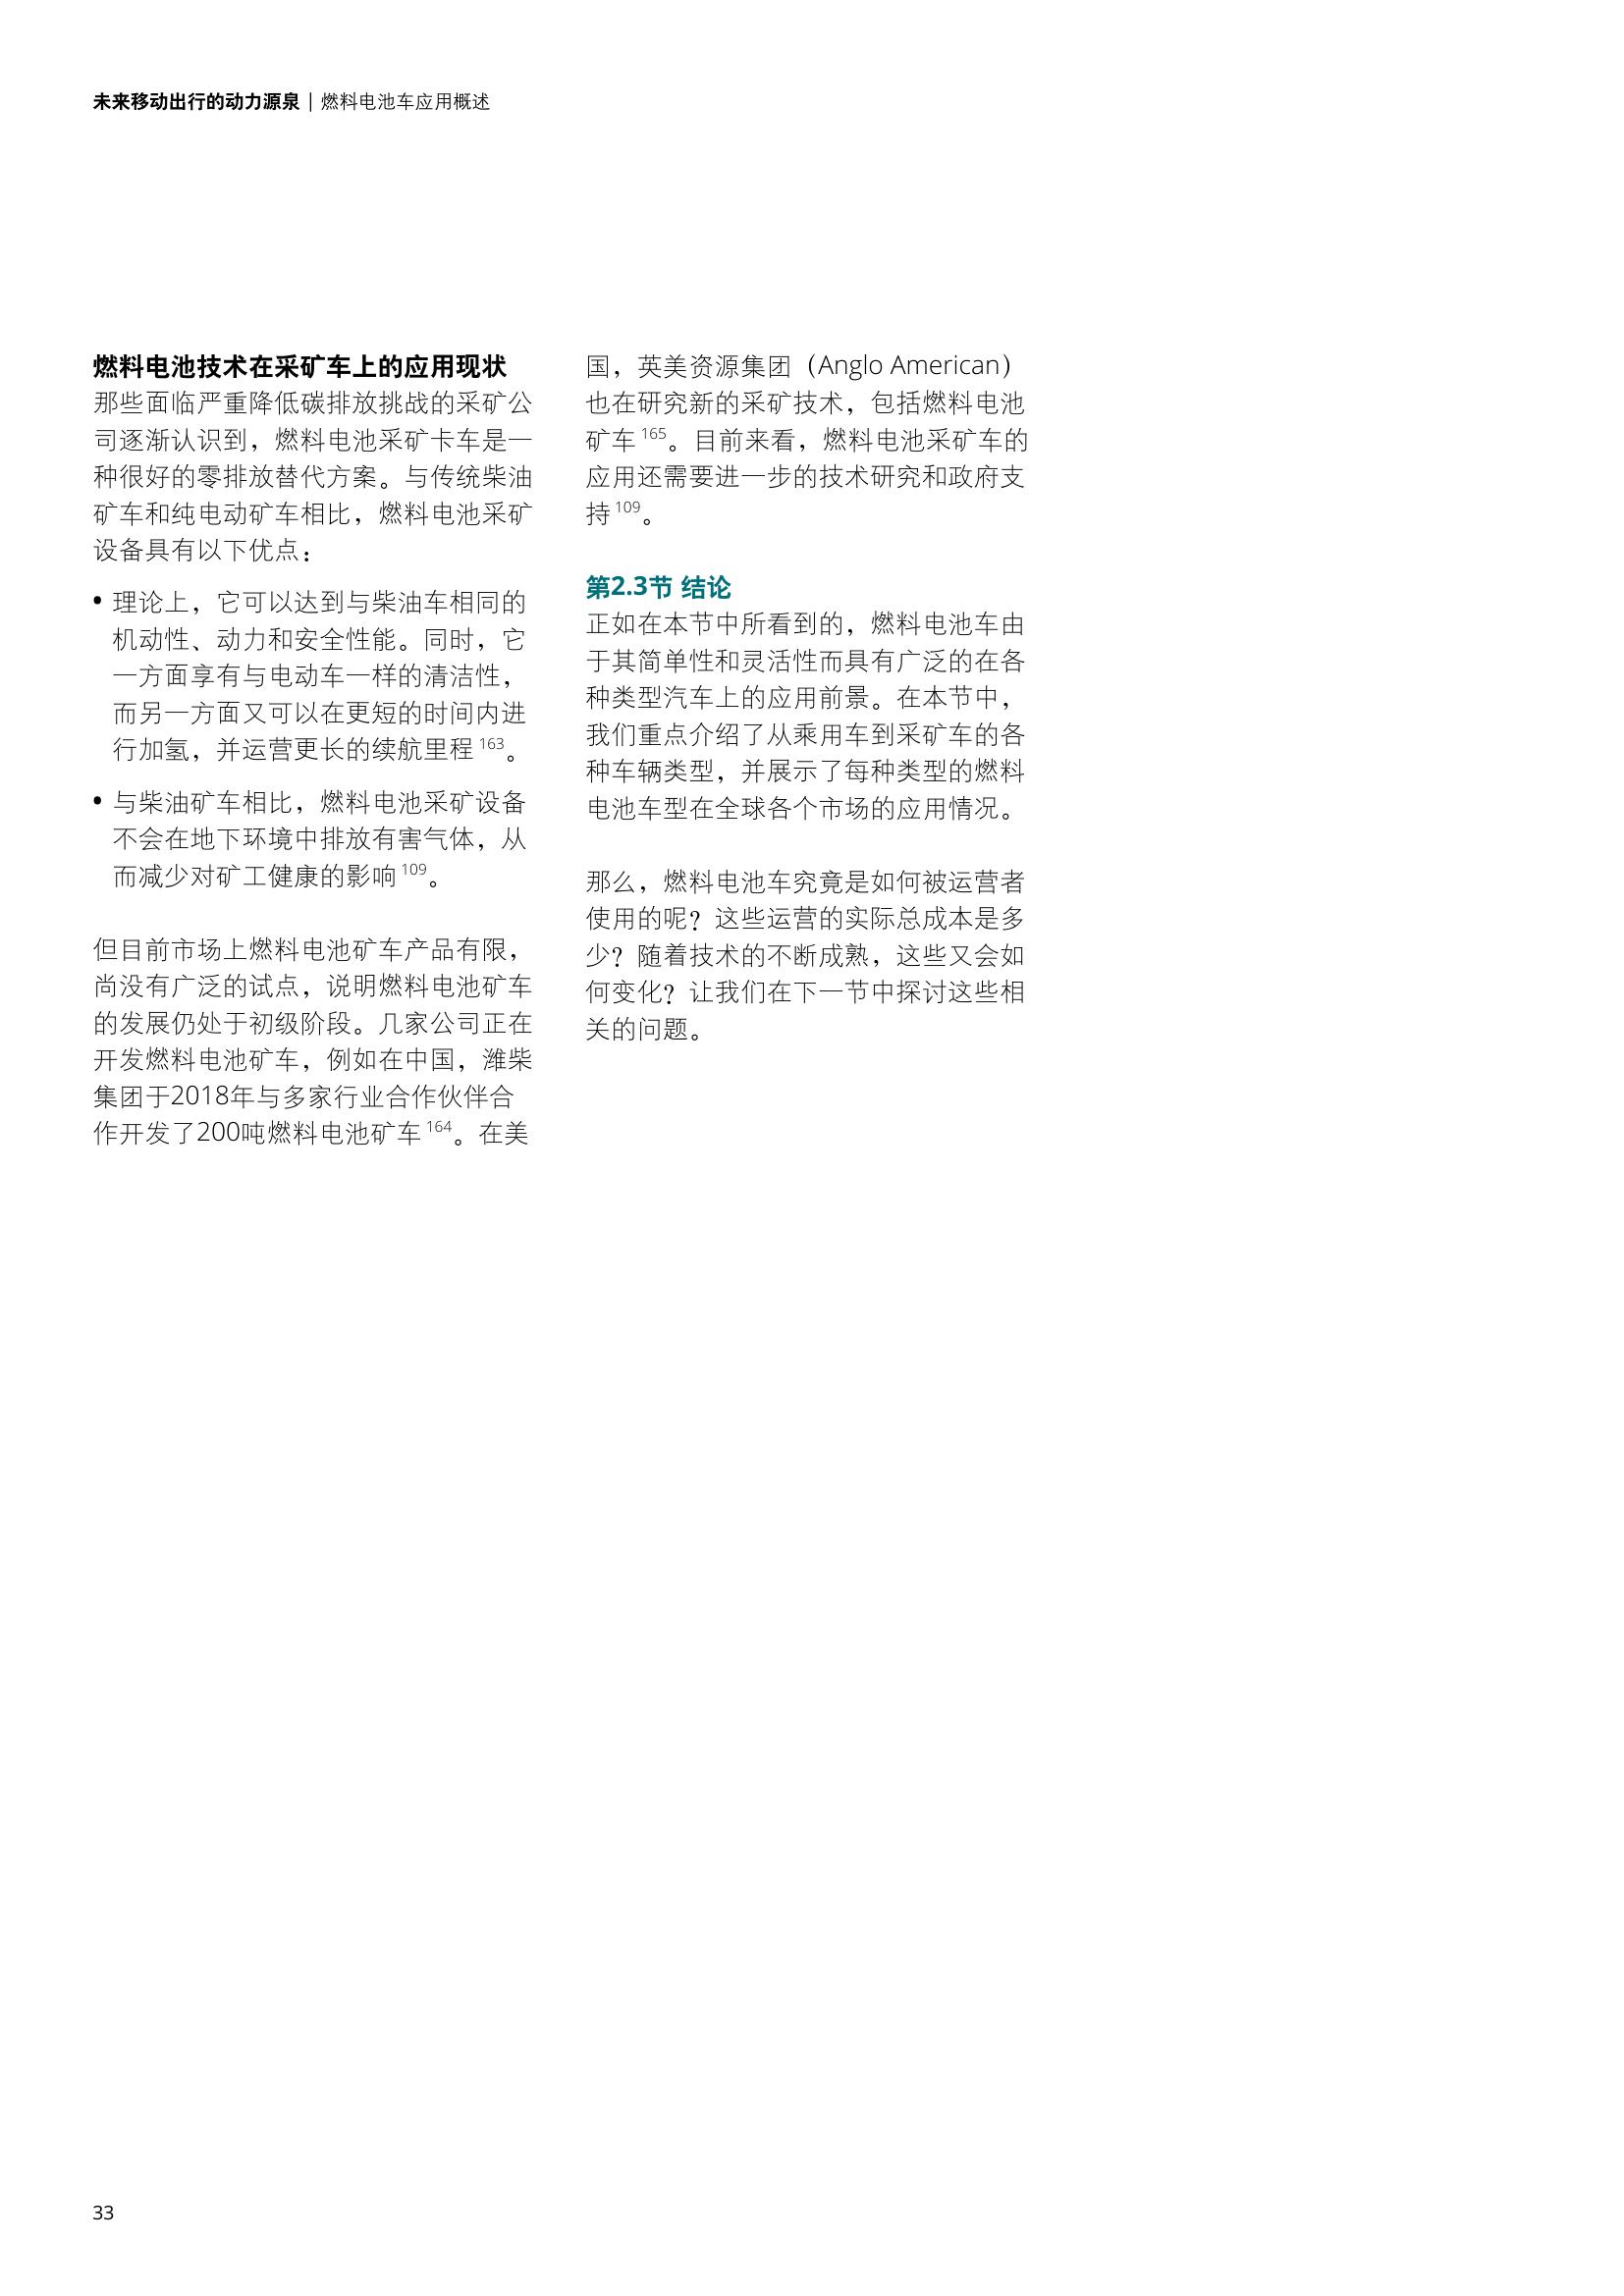 未来移动出行的动力源泉 | 燃料电池车应用概述
燃料电池技术在采矿车上的应用现状
那些面临严重降低碳排放挑战的采矿公
司逐渐认识到，燃料电池采矿卡车是一
种很好的零排放替代方案。与传统柴油
矿车和纯电动矿车相比，燃料电池采矿
设备具有以下优点：
• 理论上，它可以达到与柴油车相同的
机动性、动力和安全性能。同时，它
一方面享有与电动车一样的清洁性，
而另一方面又可以在更短的时间内进
行加氢，并运营更长的续航里程 163。
• 与柴油矿车相比，燃料电池采矿设备
不会在地下环境中排放有害气体，从
而减少对矿工健康的影响 109。
但目前市场上燃料电池矿车产品有限，
尚没有广泛的试点，说明燃料电池矿车
的发展仍处于初级阶段。几家公司正在
开发燃料电池矿车，例如在中国，潍柴
集团于2018年与多家行业合作伙伴合
作开发了200吨燃料电池矿车 164。在美
国，英美资源集团（Anglo American）
也在研究新的采矿技术，包括燃料电池
矿车 165。目前来看，燃料电池采矿车的
应用还需要进一步的技术研究和政府支
持 109。
第2.3节 结论
正如在本节中所看到的，燃料电池车由
于其简单性和灵活性而具有广泛的在各
种类型汽车上的应用前景。在本节中，
我们重点介绍了从乘用车到采矿车的各
种车辆类型，并展示了每种类型的燃料
电池车型在全球各个市场的应用情况。
那么，燃料电池车究竟是如何被运营者
使用的呢？这些运营的实际总成本是多
少？随着技术的不断成熟，这些又会如
何变化？让我们在下一节中探讨这些相
关的问题。
33